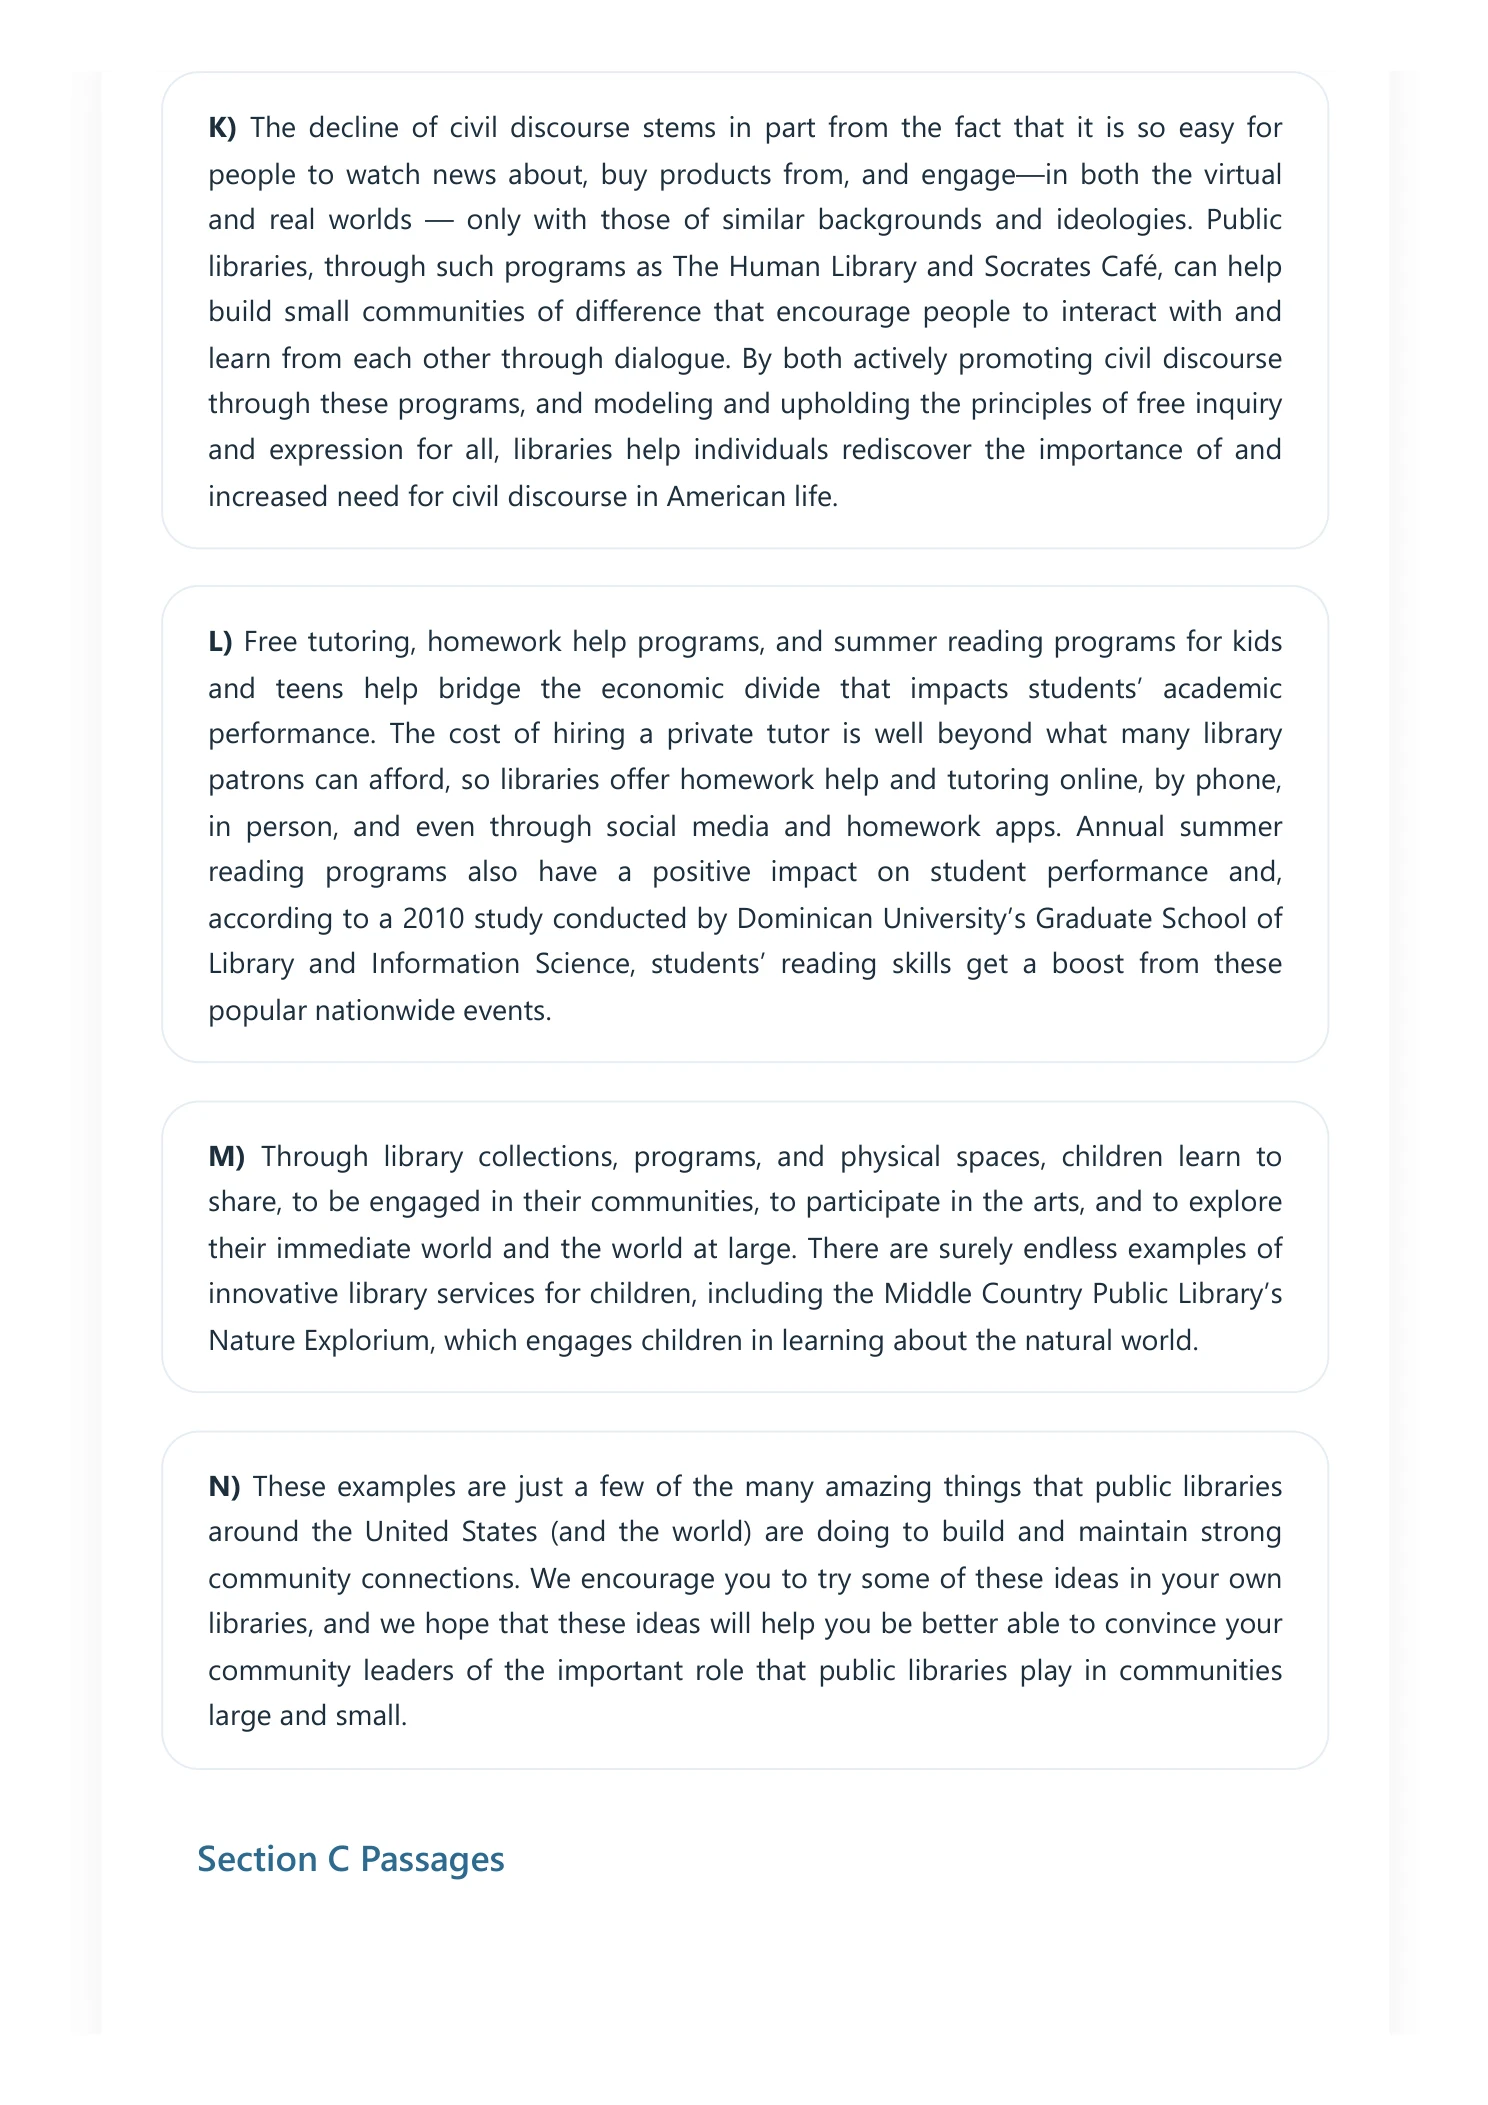 K) The decline of civil discourse stems in part from the fact that it is so easy for
people to watch news about, buy products from, and engage—in both the virtual
and real worlds — only with those of similar backgrounds and ideologies. Public
libraries, through such programs as The Human Library and Socrates Café, can help
build small communities of difference that encourage people to interact with and
learn from each other through dialogue. By both actively promoting civil discourse
through these programs, and modeling and upholding the principles of free inquiry
and expression for all, libraries help individuals rediscover the importance of and
increased need for civil discourse in American life.
L) Free tutoring, homework help programs, and summer reading programs for kids
and teens help bridge the economic divide that impacts students’ academic
performance. The cost of hiring a private tutor is well beyond what many library
patrons can afford, so libraries offer homework help and tutoring online, by phone,
in person, and even through social media and homework apps. Annual summer
reading programs also have a positive impact on student performance and,
according to a 2010 study conducted by Dominican University’s Graduate School of
Library and Information Science, students’ reading skills get a boost from these
popular nationwide events.
M) Through library collections, programs, and physical spaces, children learn to
share, to be engaged in their communities, to participate in the arts, and to explore
their immediate world and the world at large. There are surely endless examples of
innovative library services for children, including the Middle Country Public Library’s
Nature Explorium, which engages children in learning about the natural world.
N) These examples are just a few of the many amazing things that public libraries
around the United States (and the world) are doing to build and maintain strong
community connections. We encourage you to try some of these ideas in your own
libraries, and we hope that these ideas will help you be better able to convince your
community leaders of the important role that public libraries play in communities
large and small.
Section C Passages